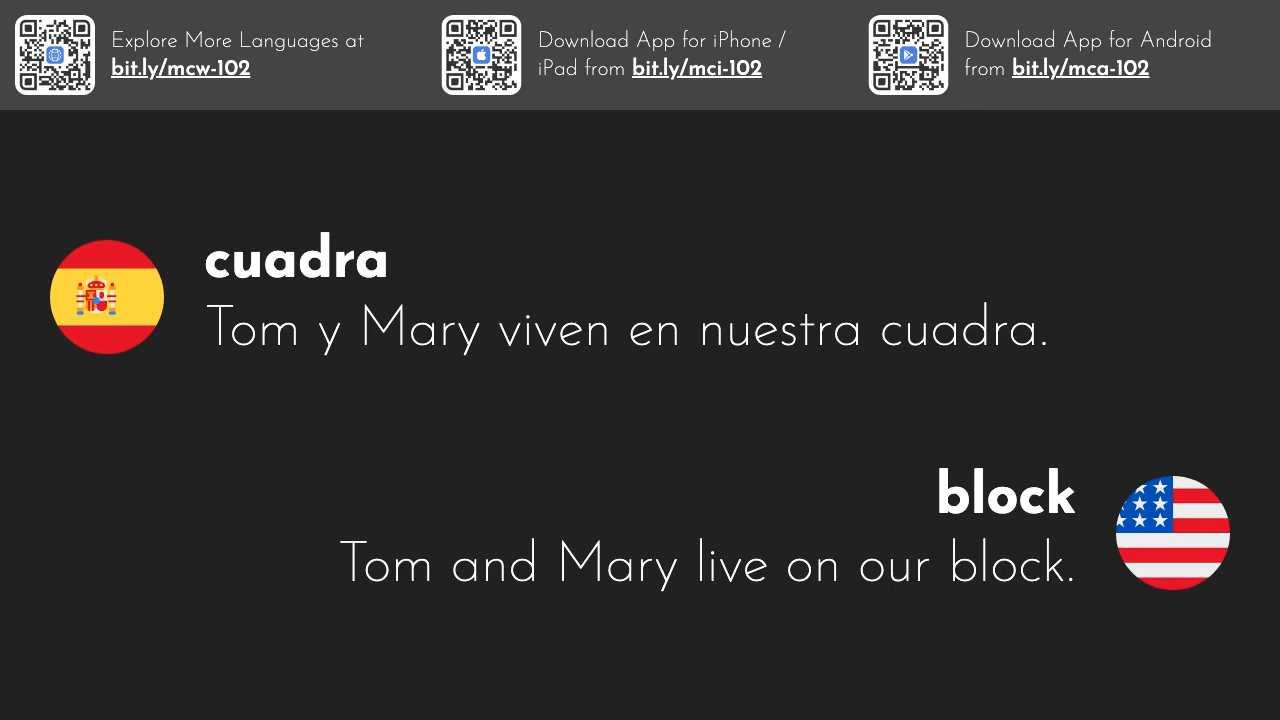 Explore More Languages at
bit.ly/mcw-102
Download App for iPhone /
iPad from bit.ly/mci-102
Download App for Android
from bit.ly/mca-102
cuadra
Tom y Mary viven en nuestra cuadra.
block
Tom and Mary live on our block.